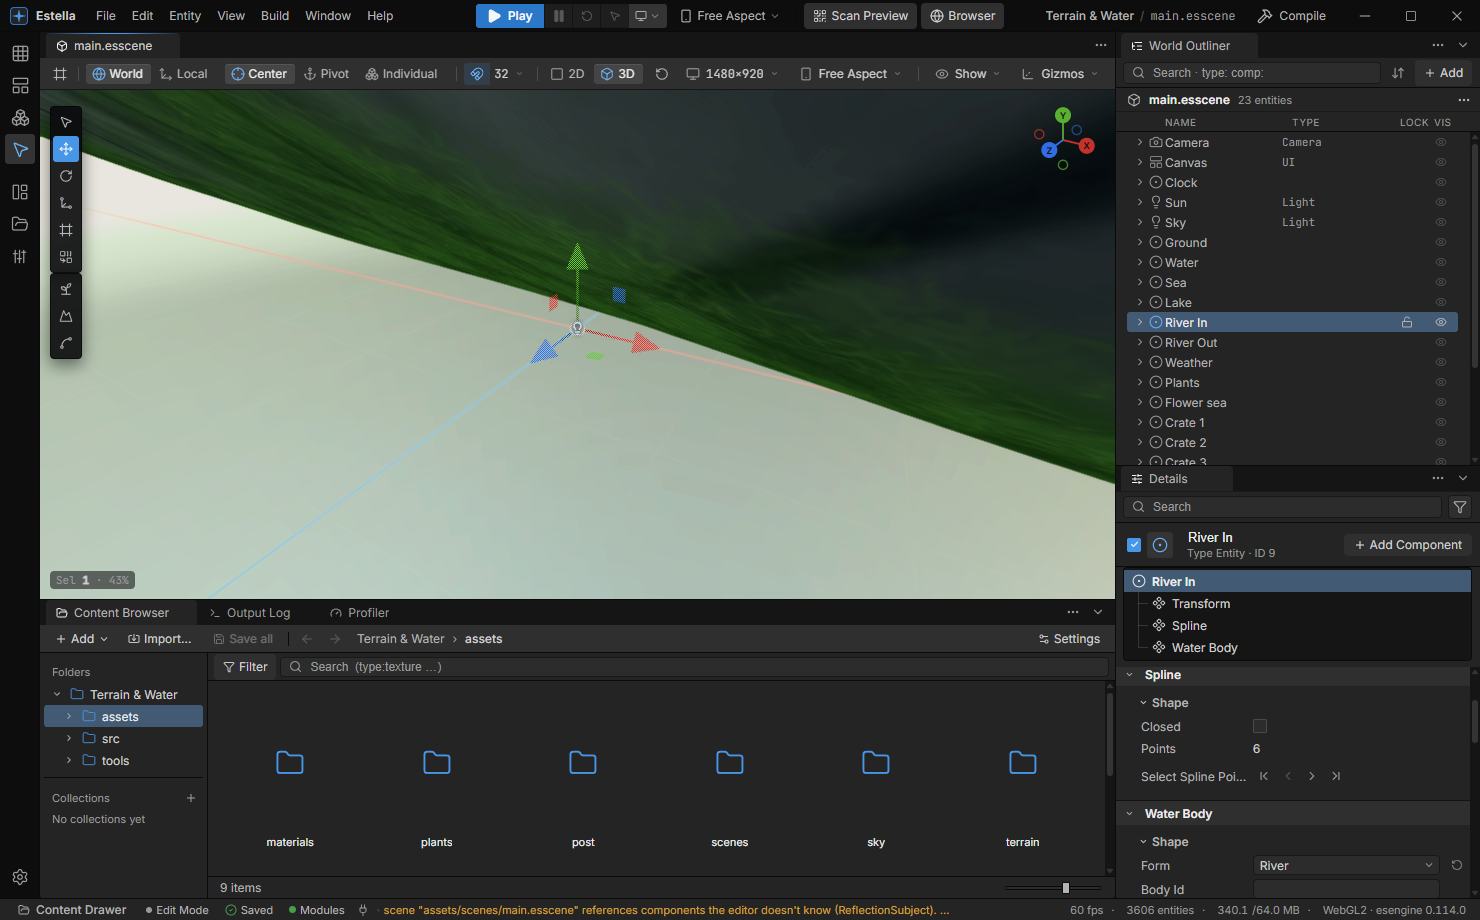 Estella File Edit Entity View Build Window Help Play Free Aspect Scan Preview Browser Terrain & Water / main.esscene Compile
main.esscene
World Local Center Pivot Individual 32 2D 3D 1480×920 Free Aspect Show Gizmos
Y
X
Z
Sel 1 · 43%
World Outliner
Search · type: comp:
Add
main.esscene 23 entities
NAME TYPE LOCK VIS
Camera Camera
Canvas UI
Clock
Sun Light
Sky Light
Ground
Water
Sea
Lake
River In
River Out
Weather
Plants
Flower sea
Crate 1
Crate 2
Crate 3
Details
Search
River In
Type Entity · ID 9
Add Component
River In
Transform
Spline
Water Body
Spline
Shape
Closed
Points 6
Select Spline Poi...
Water Body
Shape
Form River
Body Id
Content Browser Output Log Profiler
Add Import... Save all Terrain & Water › assets Settings
Folders
Terrain & Water
assets
src
tools
Collections
No collections yet
Filter Search (type:texture ...)
materials plants post scenes sky terrain
9 items
Content Drawer Edit Mode Saved Modules · scene "assets/scenes/main.esscene" references components the editor doesn't know (ReflectionSubject). ... 60 fps · 3606 entities · 340.1 /64.0 MB · WebGL2 · esengine 0.114.0